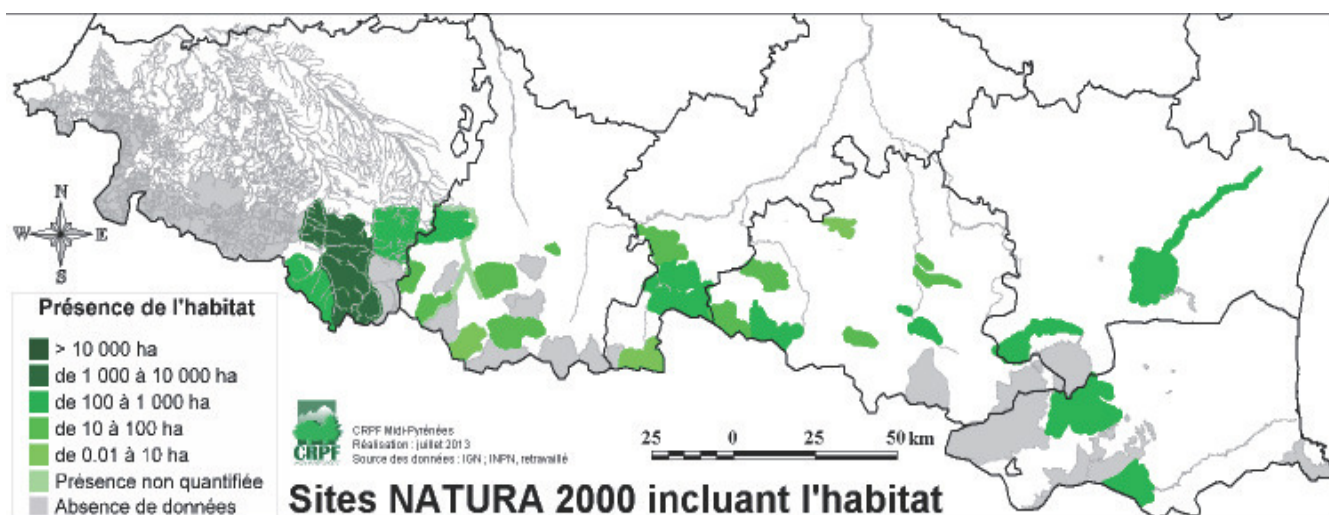 N
W E
S
Présence de l'habitat
> 10 000 ha
de 1 000 à 10 000 ha
de 100 à 1 000 ha
de 10 à 100 ha
de 0.01 à 10 ha
Présence non quantifiée
Absence de données
CRPF
CRPF Midi-Pyrénées
Réalisation : juillet 2013
Source des données : IGN ; INPN, retravaillé
25 0 25 50 km
Sites NATURA 2000 incluant l'habitat